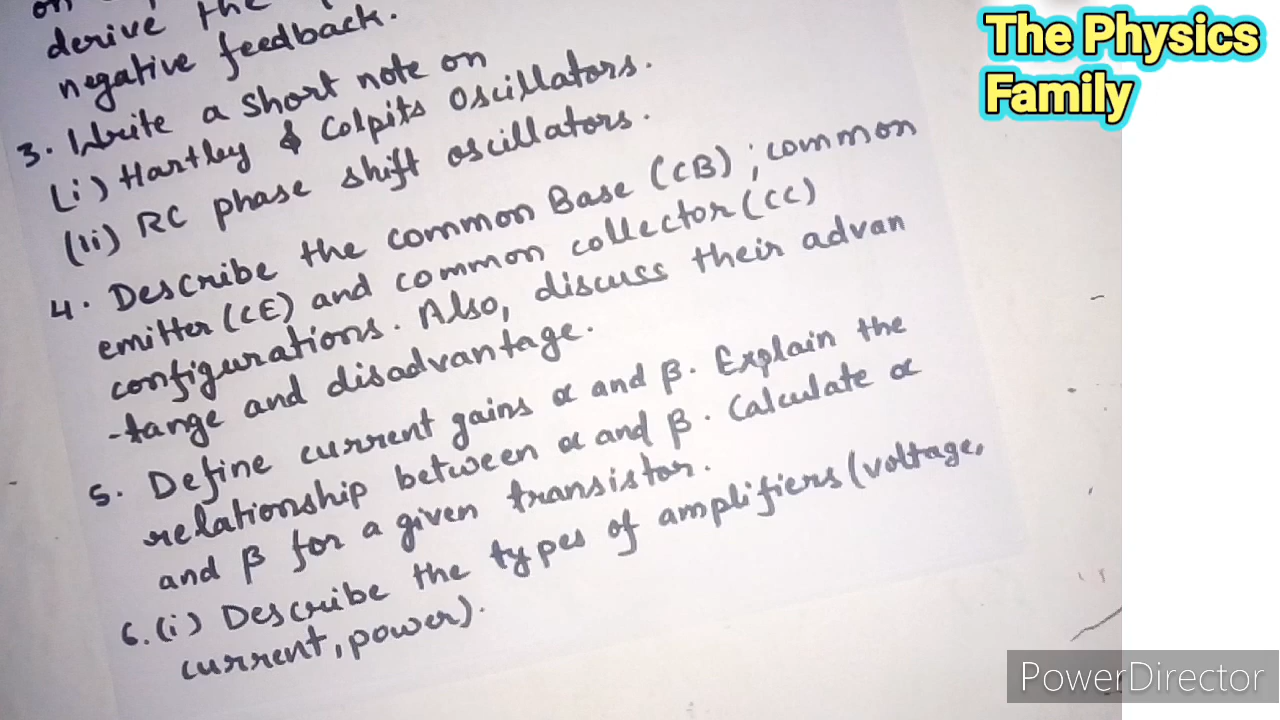 derive the
negative feedback.
3. Write a short note on
(i) Hartley & Colpits Oscillators.
(ii) RC phase shift oscillators.
4. Describe the common Base (CB) ; common
emitter (CE) and common collector (CC)
configurations. Also, discuss their advan
-tange and disadvantage.
5. Define current gains α and β. Explain the
relationship between α and β. Calculate α
and β for a given transistor.
6. (i) Describe the types of amplifiers (voltage,
current, power).
The Physics
Family
PowerDirector